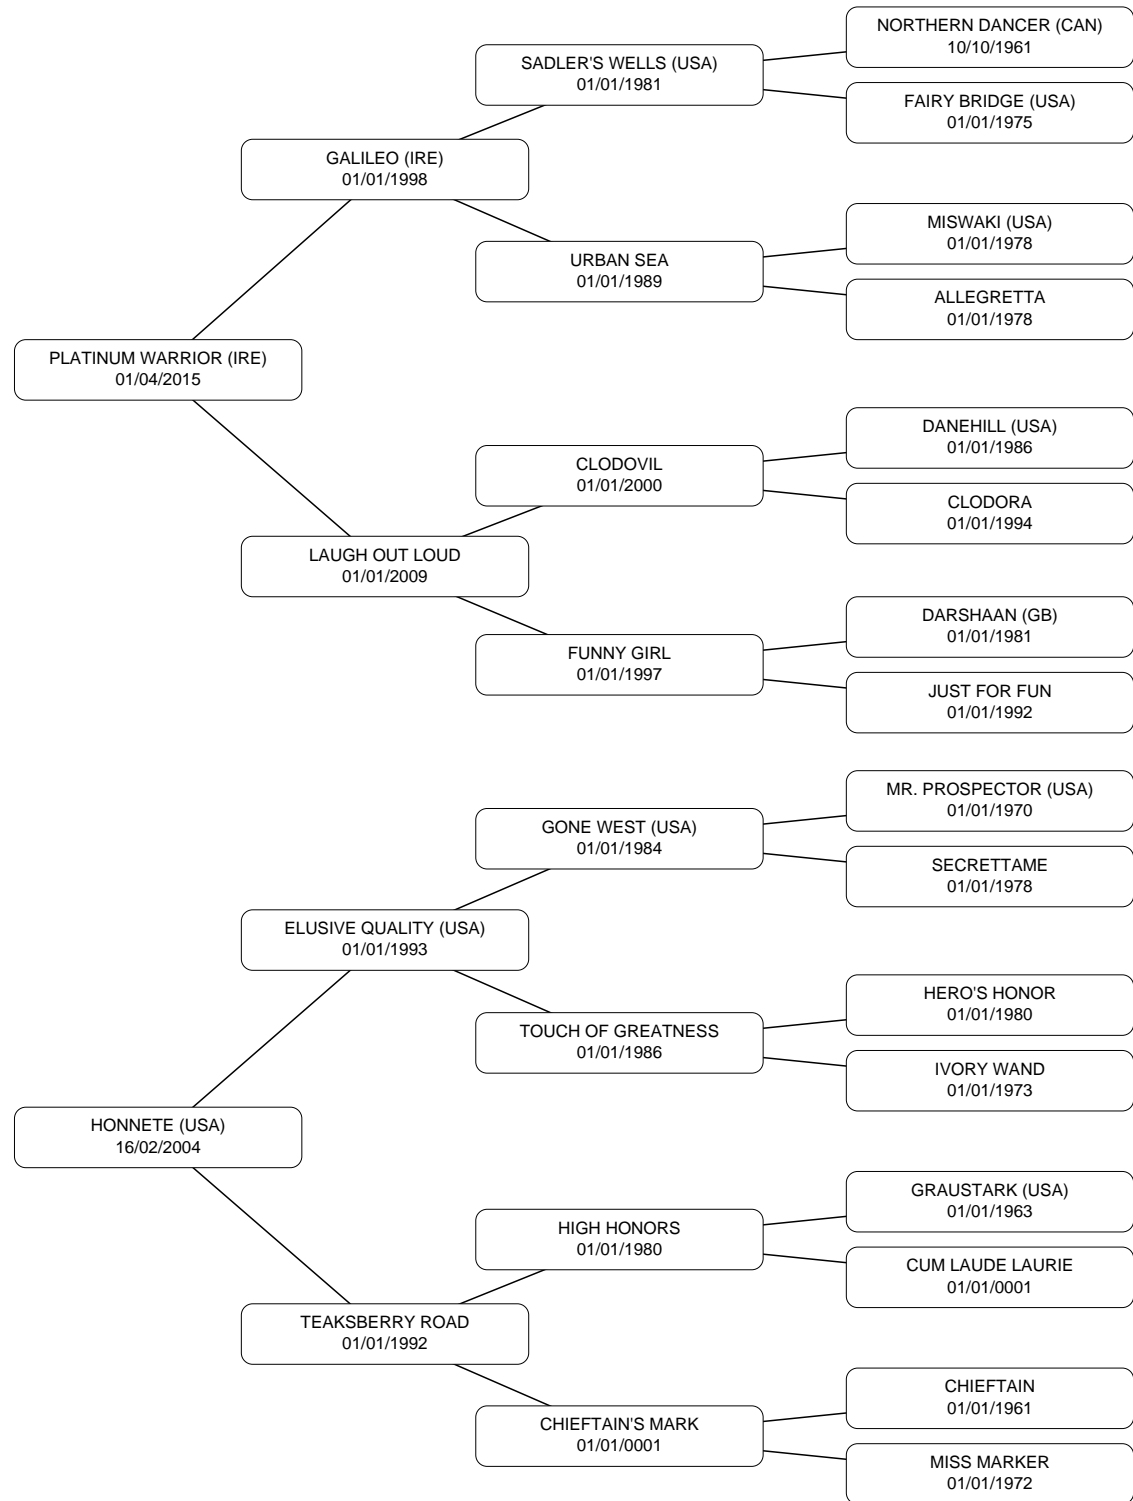 NORTHERN DANCER (CAN)
10/10/1961
SADLER'S WELLS (USA)
01/01/1981
FAIRY BRIDGE (USA)
01/01/1975
GALILEO (IRE)
01/01/1998
MISWAKI (USA)
01/01/1978
URBAN SEA
01/01/1989
ALLEGRETTA
01/01/1978
PLATINUM WARRIOR (IRE)
01/04/2015
DANEHILL (USA)
01/01/1986
CLODOVIL
01/01/2000
CLODORA
01/01/1994
LAUGH OUT LOUD
01/01/2009
DARSHAAN (GB)
01/01/1981
FUNNY GIRL
01/01/1997
JUST FOR FUN
01/01/1992
MR. PROSPECTOR (USA)
01/01/1970
GONE WEST (USA)
01/01/1984
SECRETTAME
01/01/1978
ELUSIVE QUALITY (USA)
01/01/1993
HERO'S HONOR
01/01/1980
TOUCH OF GREATNESS
01/01/1986
IVORY WAND
01/01/1973
HONNETE (USA)
16/02/2004
GRAUSTARK (USA)
01/01/1963
HIGH HONORS
01/01/1980
CUM LAUDE LAURIE
01/01/0001
TEAKSBERRY ROAD
01/01/1992
CHIEFTAIN
01/01/1961
CHIEFTAIN'S MARK
01/01/0001
MISS MARKER
01/01/1972